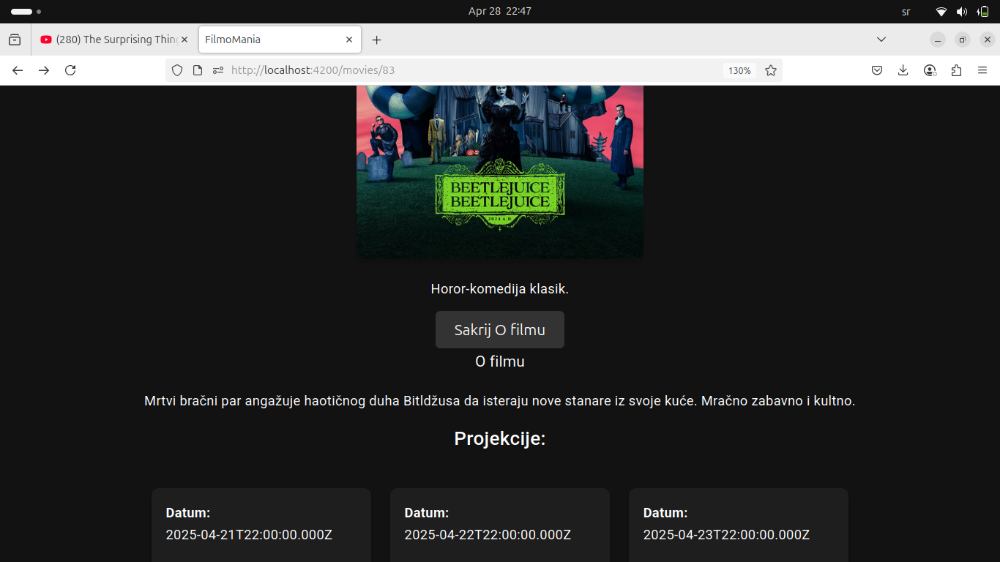 Apr 28 22:47
sr
(280) The Surprising Thing
FilmoMania
http://localhost:4200/movies/83
130%
BEETLEJUICE
BEETLEJUICE
2024 A.D.
Horor-komedija klasik.
Sakrij O filmu
O filmu
Mrtvi bračni par angažuje haotičnog duha Bitldžusa da isteraju nove stanare iz svoje kuće. Mračno zabavno i kultno.
Projekcije:
Datum:
2025-04-21T22:00:00.000Z
Datum:
2025-04-22T22:00:00.000Z
Datum:
2025-04-23T22:00:00.000Z